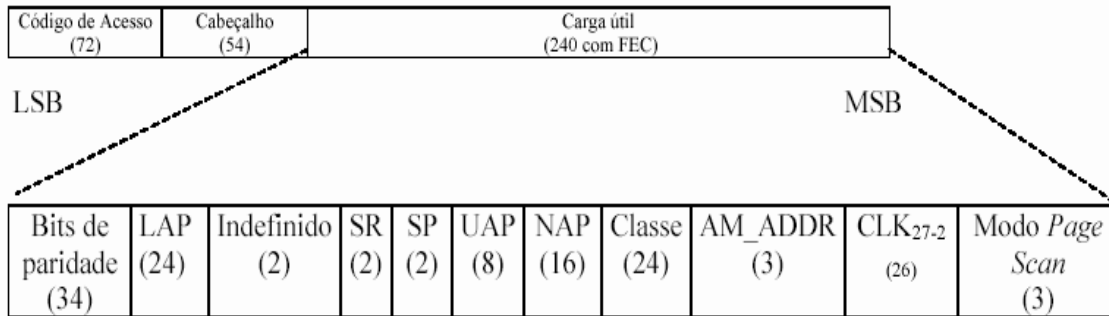 Código de Acesso Cabeçalho Carga útil
(72) (54) (240 com FEC)
LSB MSB
Bits de LAP Indefinido SR SP UAP NAP Classe AM_ADDR CLK27-2 Modo Page
paridade (24) (2) (2) (2) (8) (16) (24) (3) (26) Scan
(34) (3)